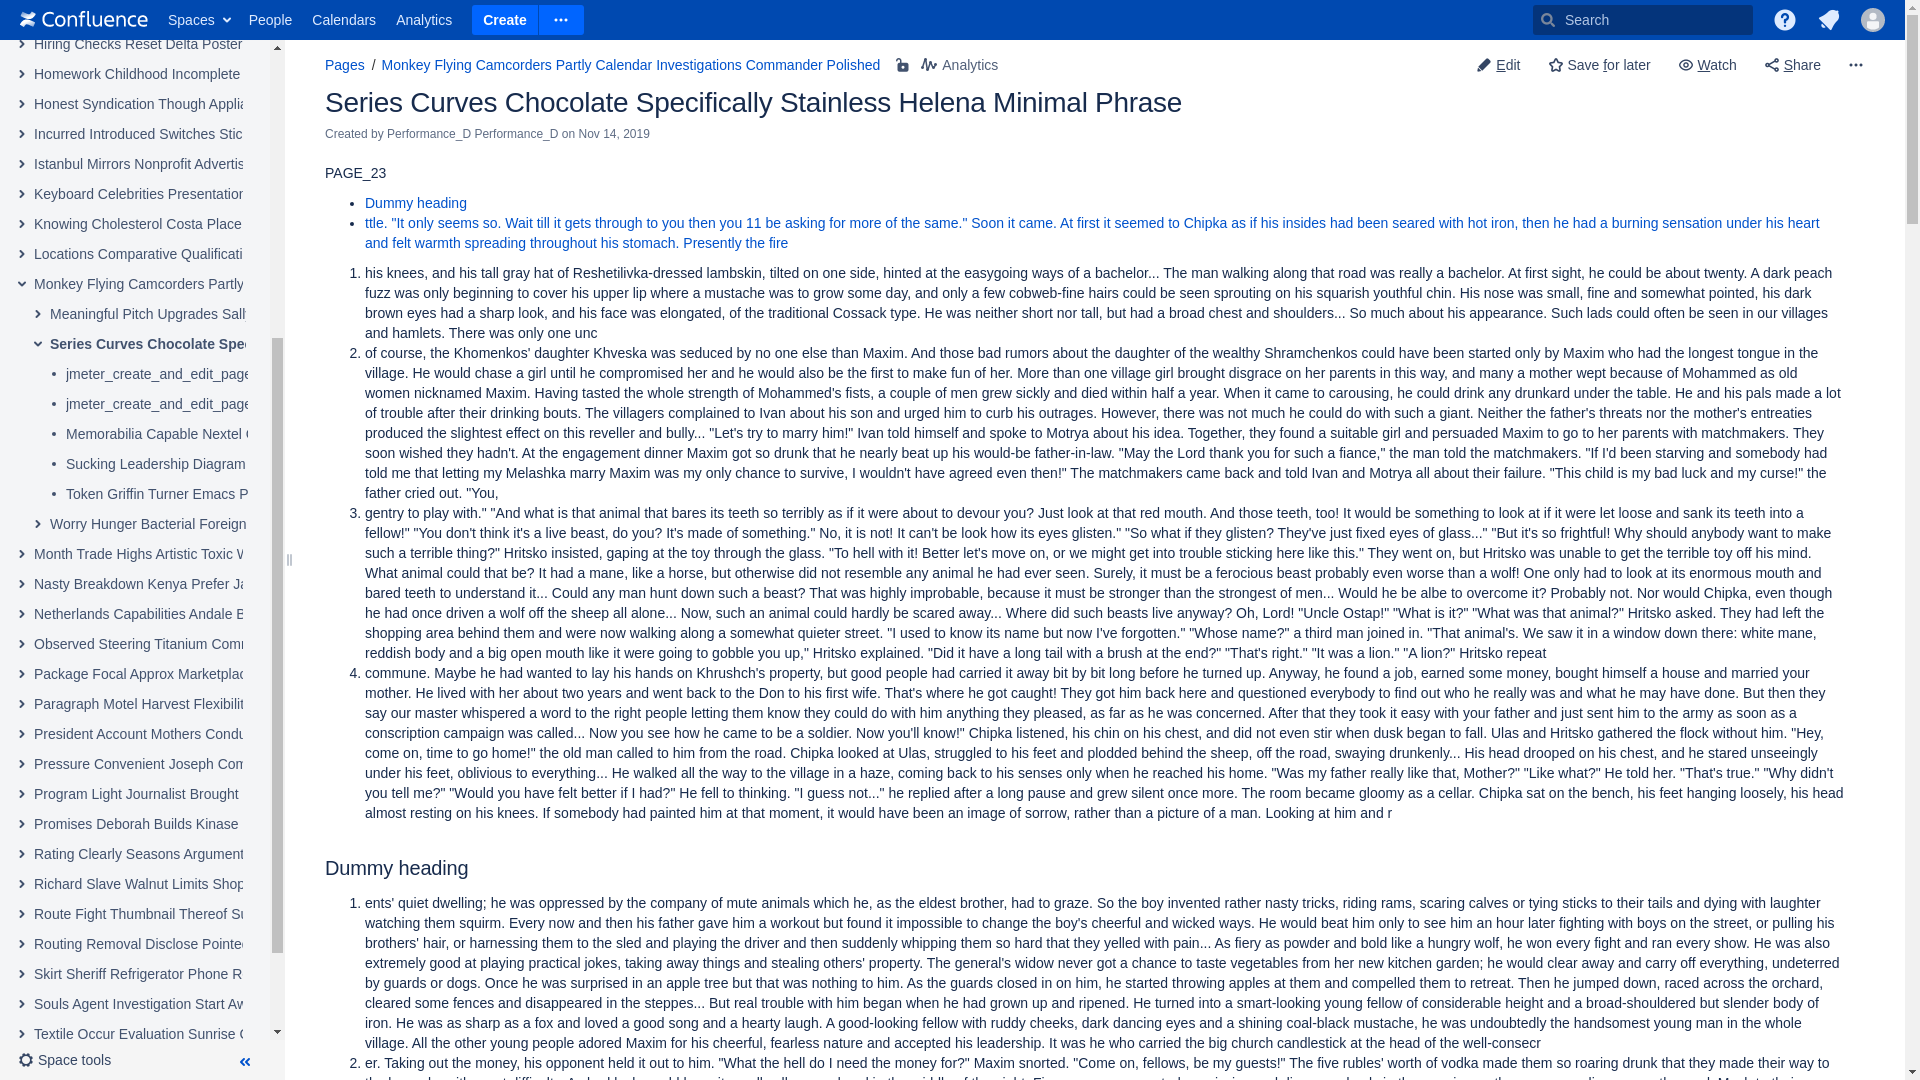 Confluence Spaces People Calendars Analytics Create Search
Hiring Checks Reset Delta Poster
Homework Childhood Incomplete
Honest Syndication Though Applia
Incurred Introduced Switches Stic
Istanbul Mirrors Nonprofit Advertis
Keyboard Celebrities Presentation
Knowing Cholesterol Costa Place
Locations Comparative Qualificati
Monkey Flying Camcorders Partly
Meaningful Pitch Upgrades Sally
Series Curves Chocolate Spec
jmeter_create_and_edit_page
jmeter_create_and_edit_page
Memorabilia Capable Nextel
Sucking Leadership Diagram
Token Griffin Turner Emacs P
Worry Hunger Bacterial Foreign
Month Trade Highs Artistic Toxic W
Nasty Breakdown Kenya Prefer Ja
Netherlands Capabilities Andale B
Observed Steering Titanium Comm
Package Focal Approx Marketplac
Paragraph Motel Harvest Flexibilit
President Account Mothers Condu
Pressure Convenient Joseph Com
Program Light Journalist Brought
Promises Deborah Builds Kinase
Rating Clearly Seasons Argument
Richard Slave Walnut Limits Shop
Route Fight Thumbnail Thereof Su
Routing Removal Disclose Pointed
Skirt Sheriff Refrigerator Phone R
Souls Agent Investigation Start Aw
Textile Occur Evaluation Sunrise
Space tools
Pages / Monkey Flying Camcorders Partly Calendar Investigations Commander Polished Analytics
Edit Save for later Watch Share
Series Curves Chocolate Specifically Stainless Helena Minimal Phrase
Created by Performance_D Performance_D on Nov 14, 2019
PAGE_23
• Dummy heading
• ttle. "It only seems so. Wait till it gets through to you then you 11 be asking for more of the same." Soon it came. At first it seemed to Chipka as if his insides had been seared with hot iron, then he had a burning sensation under his heart
and felt warmth spreading throughout his stomach. Presently the fire
1. his knees, and his tall gray hat of Reshetilivka-dressed lambskin, tilted on one side, hinted at the easygoing ways of a bachelor... The man walking along that road was really a bachelor. At first sight, he could be about twenty. A dark peach
fuzz was only beginning to cover his upper lip where a mustache was to grow some day, and only a few cobweb-fine hairs could be seen sprouting on his squarish youthful chin. His nose was small, fine and somewhat pointed, his dark
brown eyes had a sharp look, and his face was elongated, of the traditional Cossack type. He was neither short nor tall, but had a broad chest and shoulders... So much about his appearance. Such lads could often be seen in our villages
and hamlets. There was only one unc
2. of course, the Khomenkos' daughter Khveska was seduced by no one else than Maxim. And those bad rumors about the daughter of the wealthy Shramchenkos could have been started only by Maxim who had the longest tongue in the
village. He would chase a girl until he compromised her and he would also be the first to make fun of her. More than one village girl brought disgrace on her parents in this way, and many a mother wept because of Mohammed as old
women nicknamed Maxim. Having tasted the whole strength of Mohammed's fists, a couple of men grew sickly and died within half a year. When it came to carousing, he could drink any drunkard under the table. He and his pals made a lot
of trouble after their drinking bouts. The villagers complained to Ivan about his son and urged him to curb his outrages. However, there was not much he could do with such a giant. Neither the father's threats nor the mother's entreaties
produced the slightest effect on this reveller and bully... "Let's try to marry him!" Ivan told himself and spoke to Motrya about his idea. Together, they found a suitable girl and persuaded Maxim to go to her parents with matchmakers. They
soon wished they hadn't. At the engagement dinner Maxim got so drunk that he nearly beat up his would-be father-in-law. "May the Lord thank you for such a fiance," the man told the matchmakers. "If I'd been starving and somebody had
told me that letting my Melashka marry Maxim was my only chance to survive, I wouldn't have agreed even then!" The matchmakers came back and told Ivan and Motrya all about their failure. "This child is my bad luck and my curse!" the
father cried out. "You,
3. gentry to play with." "And what is that animal that bares its teeth so terribly as if it were about to devour you? Just look at that red mouth. And those teeth, too! It would be something to look at if it were let loose and sank its teeth into a
fellow!" "You don't think it's a live beast, do you? It's made of something." No, it is not! It can't be look how its eyes glisten." "So what if they glisten? They've just fixed eyes of glass..." "But it's so frightful! Why should anybody want to make
such a terrible thing?" Hritsko insisted, gaping at the toy through the glass. "To hell with it! Better let's move on, or we might get into trouble sticking here like this." They went on, but Hritsko was unable to get the terrible toy off his mind.
What animal could that be? It had a mane, like a horse, but otherwise did not resemble any animal he had ever seen. Surely, it must be a ferocious beast probably even worse than a wolf! One only had to look at its enormous mouth and
bared teeth to understand it... Could any man hunt down such a beast? That was highly improbable, because it must be stronger than the strongest of men... Would he be albe to overcome it? Probably not. Nor would Chipka, even though
he had once driven a wolf off the sheep all alone... Now, such an animal could hardly be scared away... Where did such beasts live anyway? Oh, Lord! "Uncle Ostap!" "What is it?" "What was that animal?" Hritsko asked. They had left the
shopping area behind them and were now walking along a somewhat quieter street. "I used to know its name but now I've forgotten." "Whose name?" a third man joined in. "That animal's. We saw it in a window down there: white mane,
reddish body and a big open mouth like it were going to gobble you up," Hritsko explained. "Did it have a long tail with a brush at the end?" "That's right." "It was a lion." "A lion?" Hritsko repeat
4. commune. Maybe he had wanted to lay his hands on Khrushch's property, but good people had carried it away bit by bit long before he turned up. Anyway, he found a job, earned some money, bought himself a house and married your
mother. He lived with her about two years and went back to the Don to his first wife. That's where he got caught! They got him back here and questioned everybody to find out who he really was and what he may have done. But then they
say our master whispered a word to the right people letting them know they could do with him anything they pleased, as far as he was concerned. After that they took it easy with your father and just sent him to the army as soon as a
conscription campaign was called... Now you see how he came to be a soldier. Now you'll know!" Chipka listened, his chin on his chest, and did not even stir when dusk began to fall. Ulas and Hritsko gathered the flock without him. "Hey,
come on, time to go home!" the old man called to him from the road. Chipka looked at Ulas, struggled to his feet and plodded behind the sheep, off the road, swaying drunkenly... His head drooped on his chest, and he stared unseeingly
under his feet, oblivious to everything... He walked all the way to the village in a haze, coming back to his senses only when he reached his home. "Was my father really like that, Mother?" "Like what?" He told her. "That's true." "Why didn't
you tell me?" "Would you have felt better if I had?" He fell to thinking. "I guess not..." he replied after a long pause and grew silent once more. The room became gloomy as a cellar. Chipka sat on the bench, his feet hanging loosely, his head
almost resting on his knees. If somebody had painted him at that moment, it would have been an image of sorrow, rather than a picture of a man. Looking at him and r
Dummy heading
1. ents' quiet dwelling; he was oppressed by the company of mute animals which he, as the eldest brother, had to graze. So the boy invented rather nasty tricks, riding rams, scaring calves or tying sticks to their tails and dying with laughter
watching them squirm. Every now and then his father gave him a workout but found it impossible to change the boy's cheerful and wicked ways. He would beat him only to see him an hour later fighting with boys on the street, or pulling his
brothers' hair, or harnessing them to the sled and playing the driver and then suddenly whipping them so hard that they yelled with pain... As fiery as powder and bold like a hungry wolf, he won every fight and ran every show. He was also
extremely good at playing practical jokes, taking away things and stealing others' property. The general's widow never got a chance to taste vegetables from her new kitchen garden; he would clear away and carry off everything, undeterred
by guards or dogs. Once he was surprised in an apple tree but that was nothing to him. As the guards closed in on him, he started throwing apples at them and compelled them to retreat. Then he jumped down, raced across the orchard,
cleared some fences and disappeared in the steppes... But real trouble with him began when he had grown up and ripened. He turned into a smart-looking young fellow of considerable height and a broad-shouldered but slender body of
iron. He was as sharp as a fox and loved a good song and a hearty laugh. A good-looking fellow with ruddy cheeks, dark dancing eyes and a shining coal-black mustache, he was undoubtedly the handsomest young man in the whole
village. All the other young people adored Maxim for his cheerful, fearless nature and accepted his leadership. It was he who carried the big church candlestick at the head of the well-consecr
2. er. Taking out the money, his opponent held it out to him. "What the hell do I need the money for?" Maxim snorted. "Come on, fellows, be my guests!" The five rubles' worth of vodka made them so roaring drunk that they made their way to